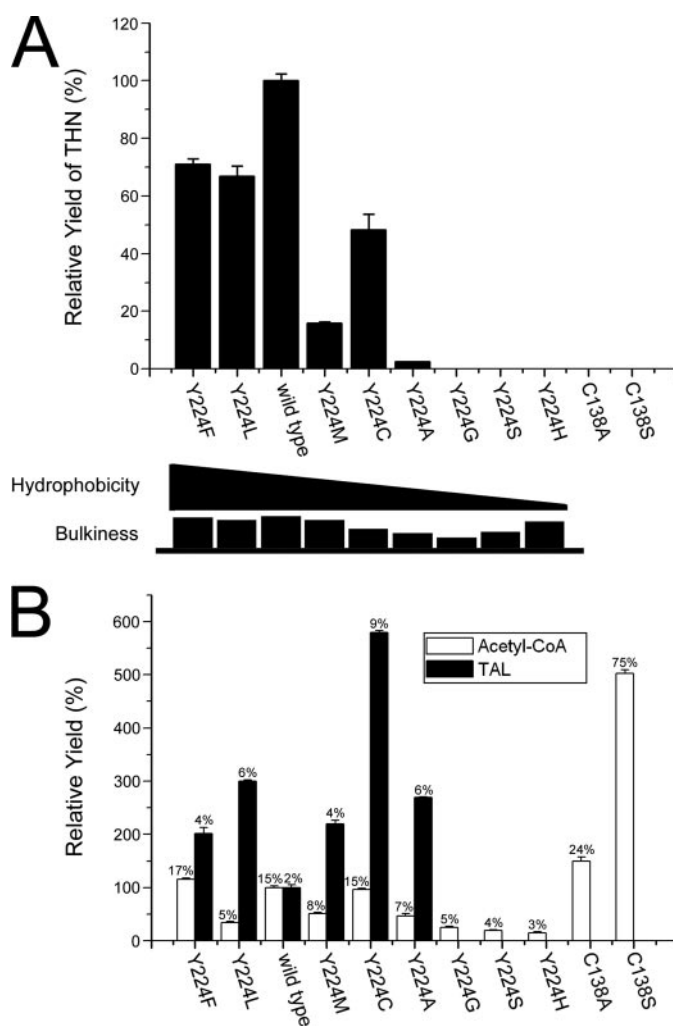 A
Relative Yield of THN (%)
120
100
80
60
40
20
0
Y224F
Y224L
wild type
Y224M
Y224C
Y224A
Y224G
Y224S
Y224H
C138A
C138S
Hydrophobicity
Bulkiness
B
Relative Yield (%)
600
500
400
300
200
100
0
Acetyl-CoA
TAL
17%
4%
5%
6%
15%
2%
8%
4%
15%
9%
7%
6%
5%
4%
3%
24%
75%
Y224F
Y224L
wild type
Y224M
Y224C
Y224A
Y224G
Y224S
Y224H
C138A
C138S